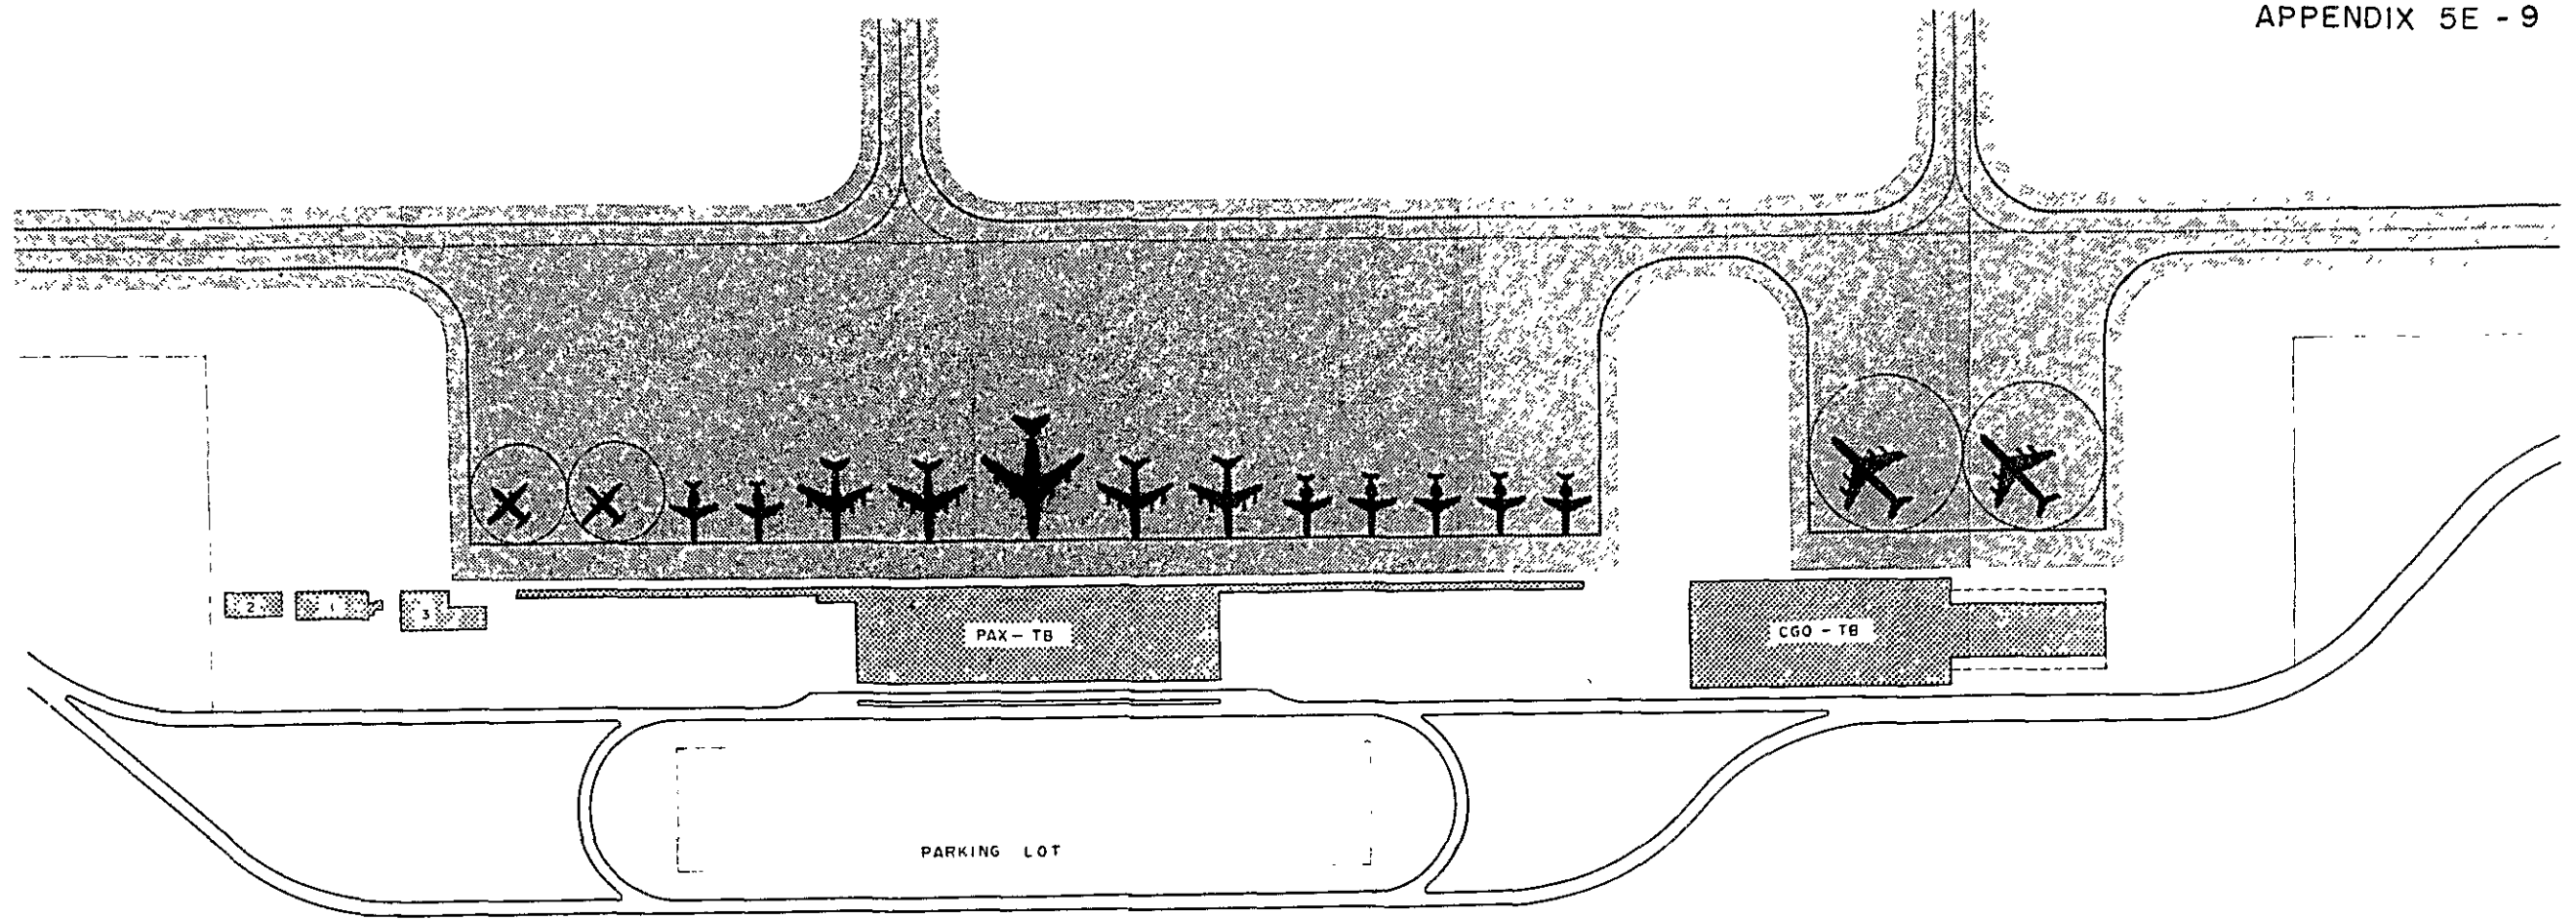 APPENDIX 5E - 9
2
1
3
PAX - TB
CGO - TB
PARKING LOT